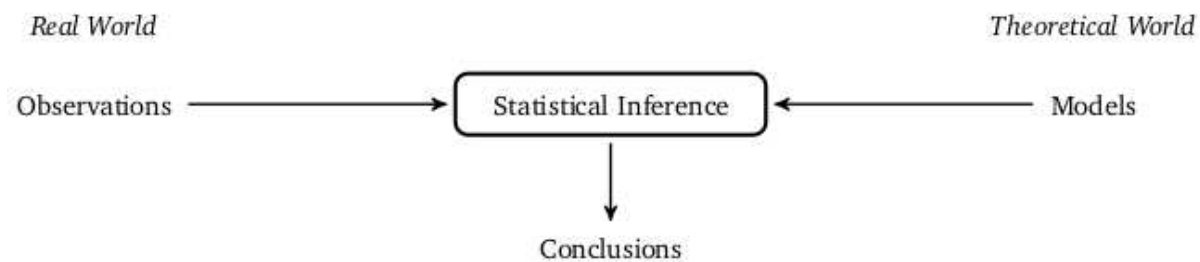 Real World
Theoretical World
Observations
Statistical Inference
Models
Conclusions